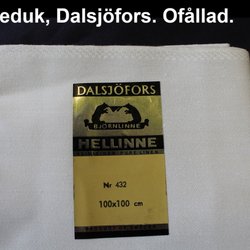 eduk, Dalsjöfors. Ofållad.
DALSJÖFORS
BJÖRNLINNE
HELLINNE
Nr 432
100x100 cm